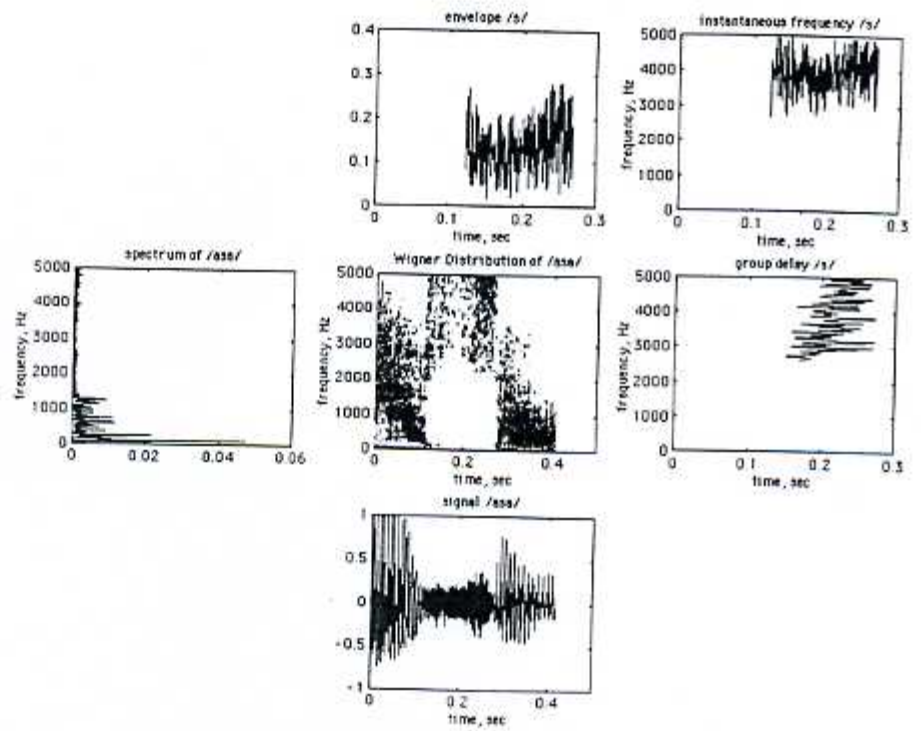 envelope /s/
0.4
0.3
0.2
0.1
0
0 0.1 0.2 0.3
time, sec
instantaneous frequency /s/
5000
4000
3000
2000
1000
0
frequency, Hz
0 0.1 0.2 0.3
time, sec
spectrum of /asa/
5000
4000
3000
2000
1000
0
frequency, Hz
0 0.02 0.04 0.06
Wigner Distribution of /asa/
5000
4000
3000
2000
1000
0
frequency, Hz
0 0.2 0.4
time, sec
group delay /s/
5000
4000
3000
2000
1000
0
frequency, Hz
0 0.1 0.2 0.3
time, sec
signal /asa/
1
0.5
0
-0.5
-1
0 0.2 0.4
time, sec